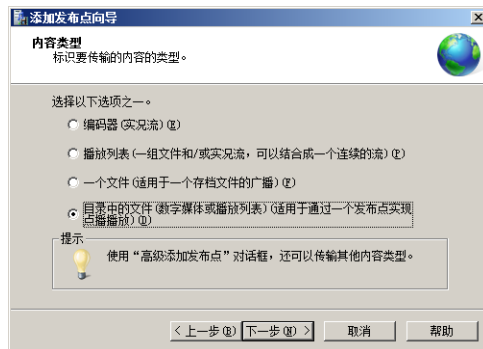 添加发布点向导
内容类型
标识要传输的内容的类型。
选择以下选项之一。
编码器(实况流)(E)
播放列表(一组文件和/或实况流，可以结合成一个连续的流)(P)
一个文件(适用于一个存档文件的广播)(F)
目录中的文件(数字媒体或播放列表)(适用于通过一个发布点实现
点播播放)(D)
提示
使用“高级添加发布点”对话框，还可以传输其他内容类型。
< 上一步(B) 下一步(N) > 取消 帮助